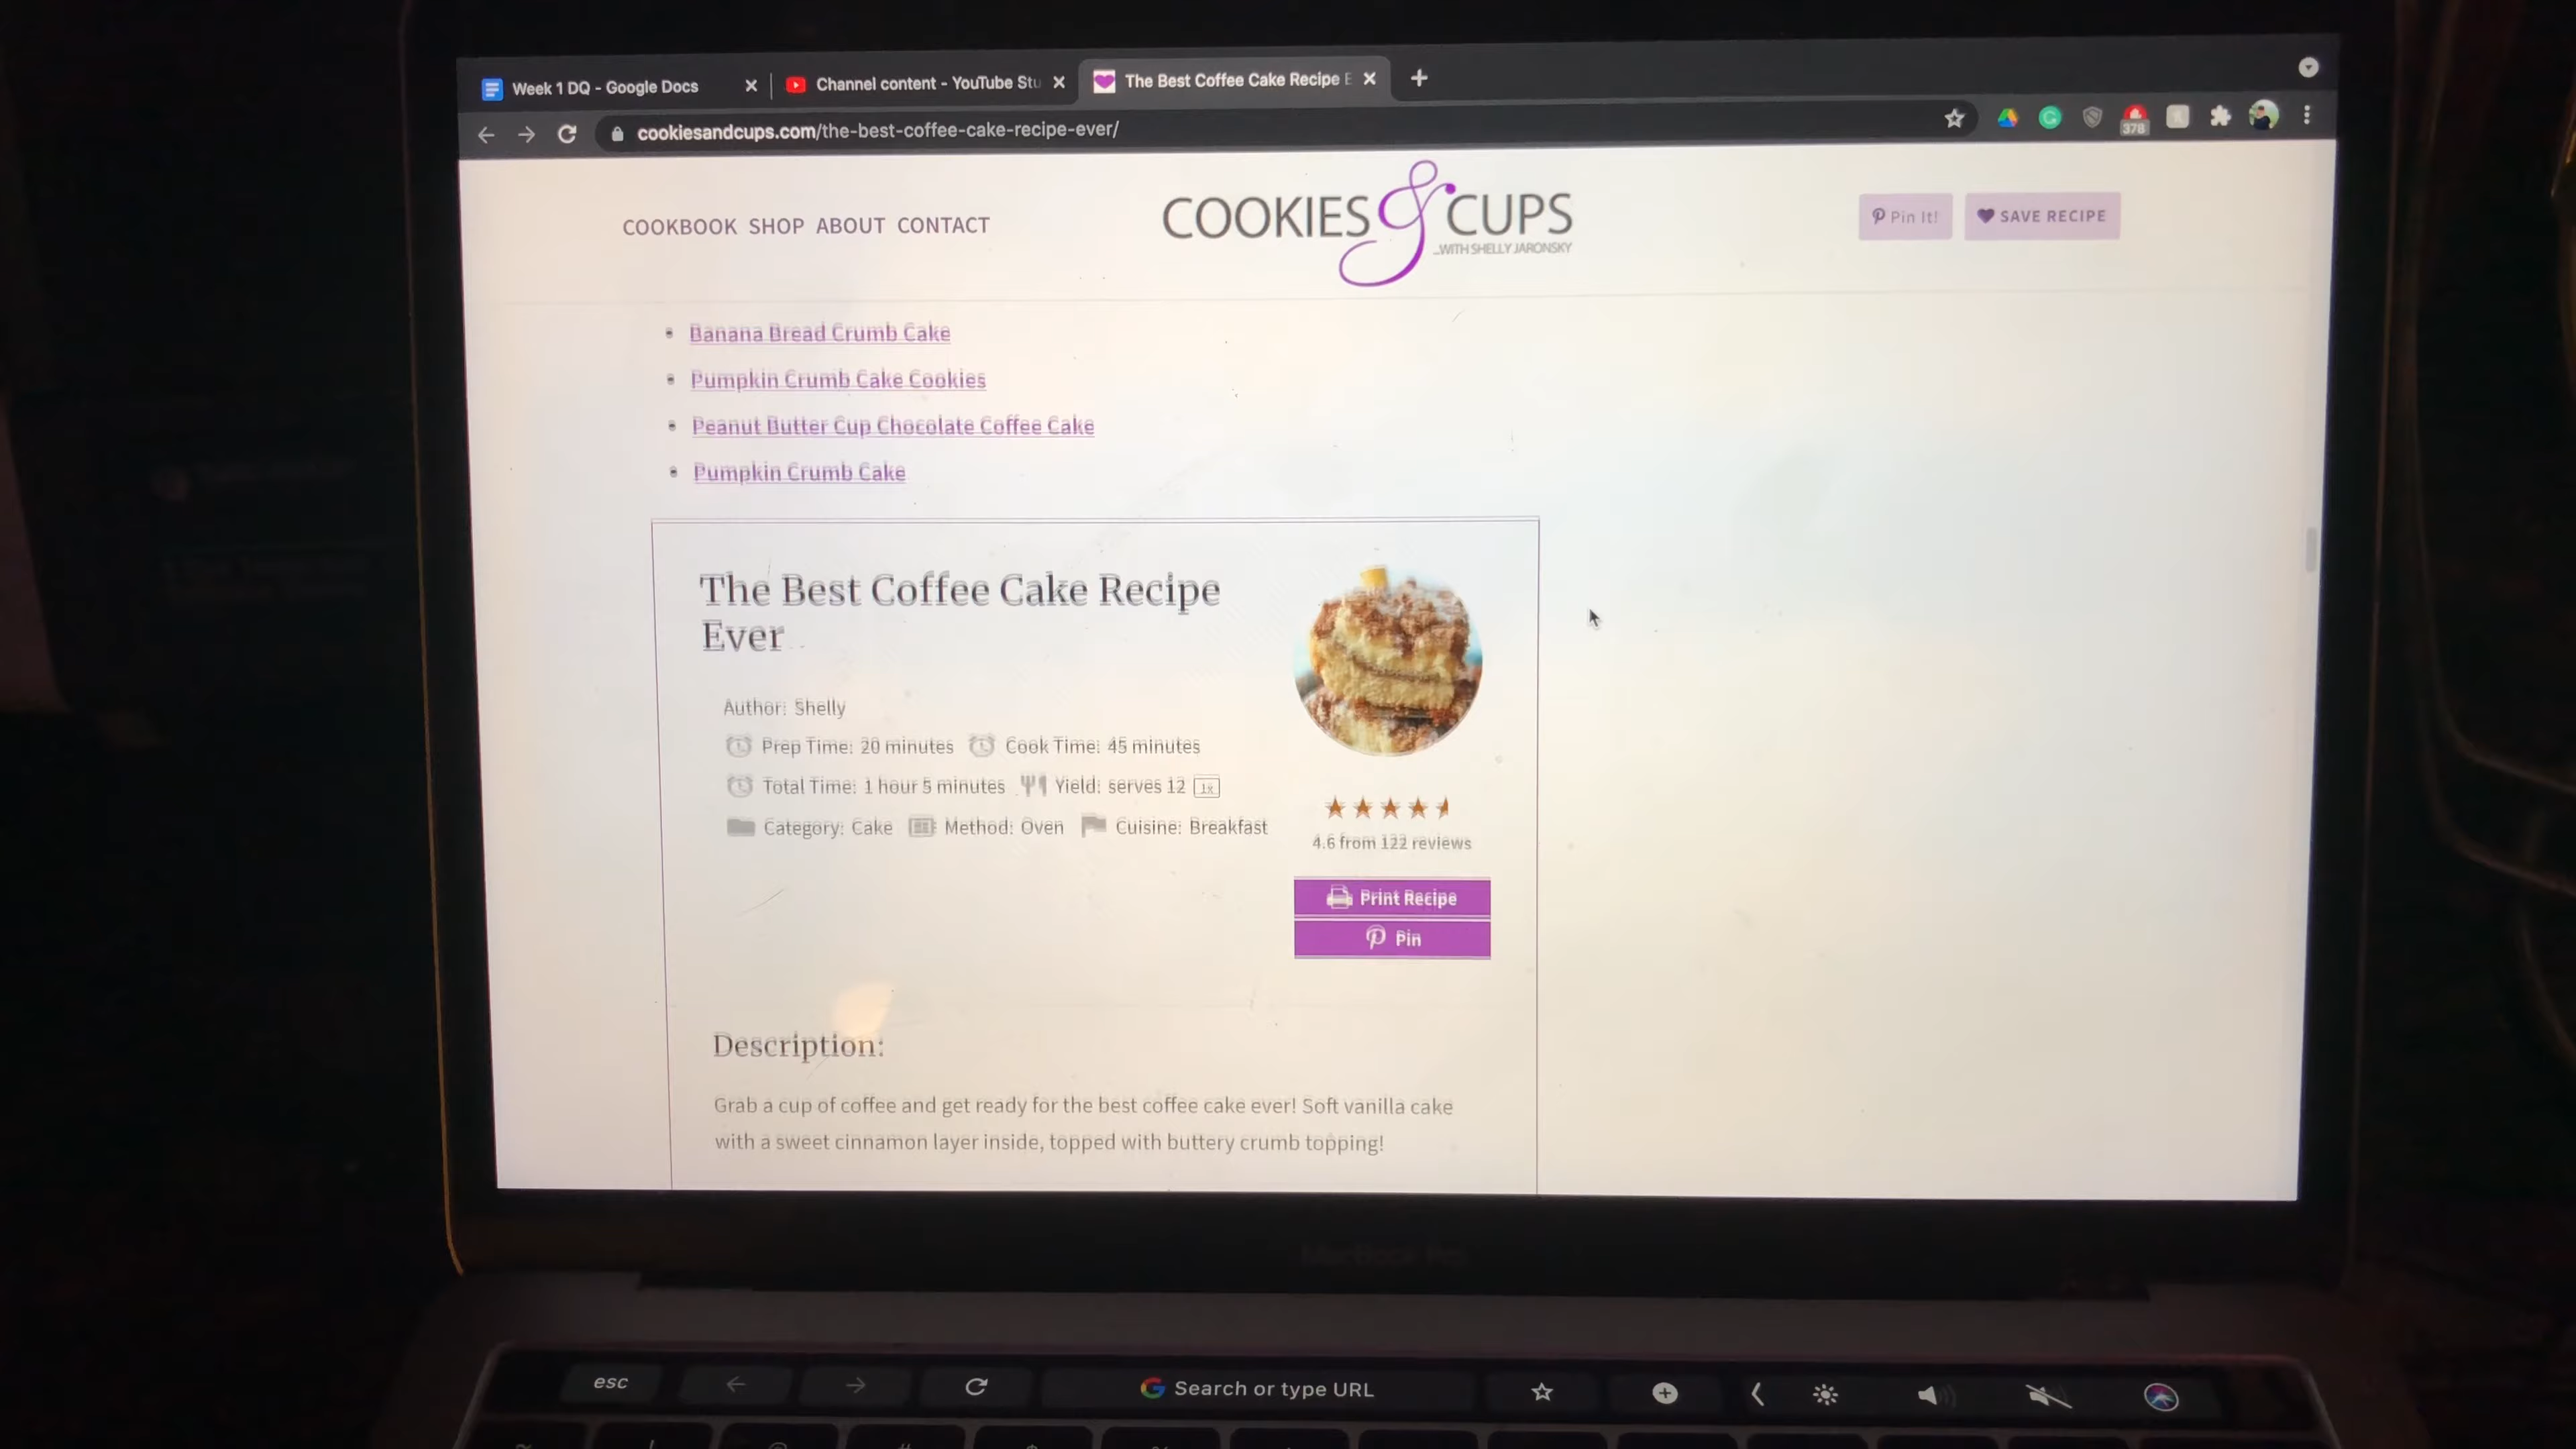 Week 1 DQ - Google Docs
Channel content - YouTube Stu
The Best Coffee Cake Recipe E
cookiesandcups.com/the-best-coffee-cake-recipe-ever/
378
COOKBOOK SHOP ABOUT CONTACT
COOKIES & CUPS
...WITH SHELLY JARONSKY
Pin It!
SAVE RECIPE
• Banana Bread Crumb Cake
• Pumpkin Crumb Cake Cookies
• Peanut Butter Cup Chocolate Coffee Cake
• Pumpkin Crumb Cake
The Best Coffee Cake Recipe
Ever
Author: Shelly
Prep Time: 20 minutes Cook Time: 45 minutes
Total Time: 1 hour 5 minutes Yield: serves 12 1x
Category: Cake Method: Oven Cuisine: Breakfast
4.6 from 122 reviews
Print Recipe
Pin
Description:
Grab a cup of coffee and get ready for the best coffee cake ever! Soft vanilla cake
with a sweet cinnamon layer inside, topped with buttery crumb topping!
MacBook Pro
esc
Search or type URL